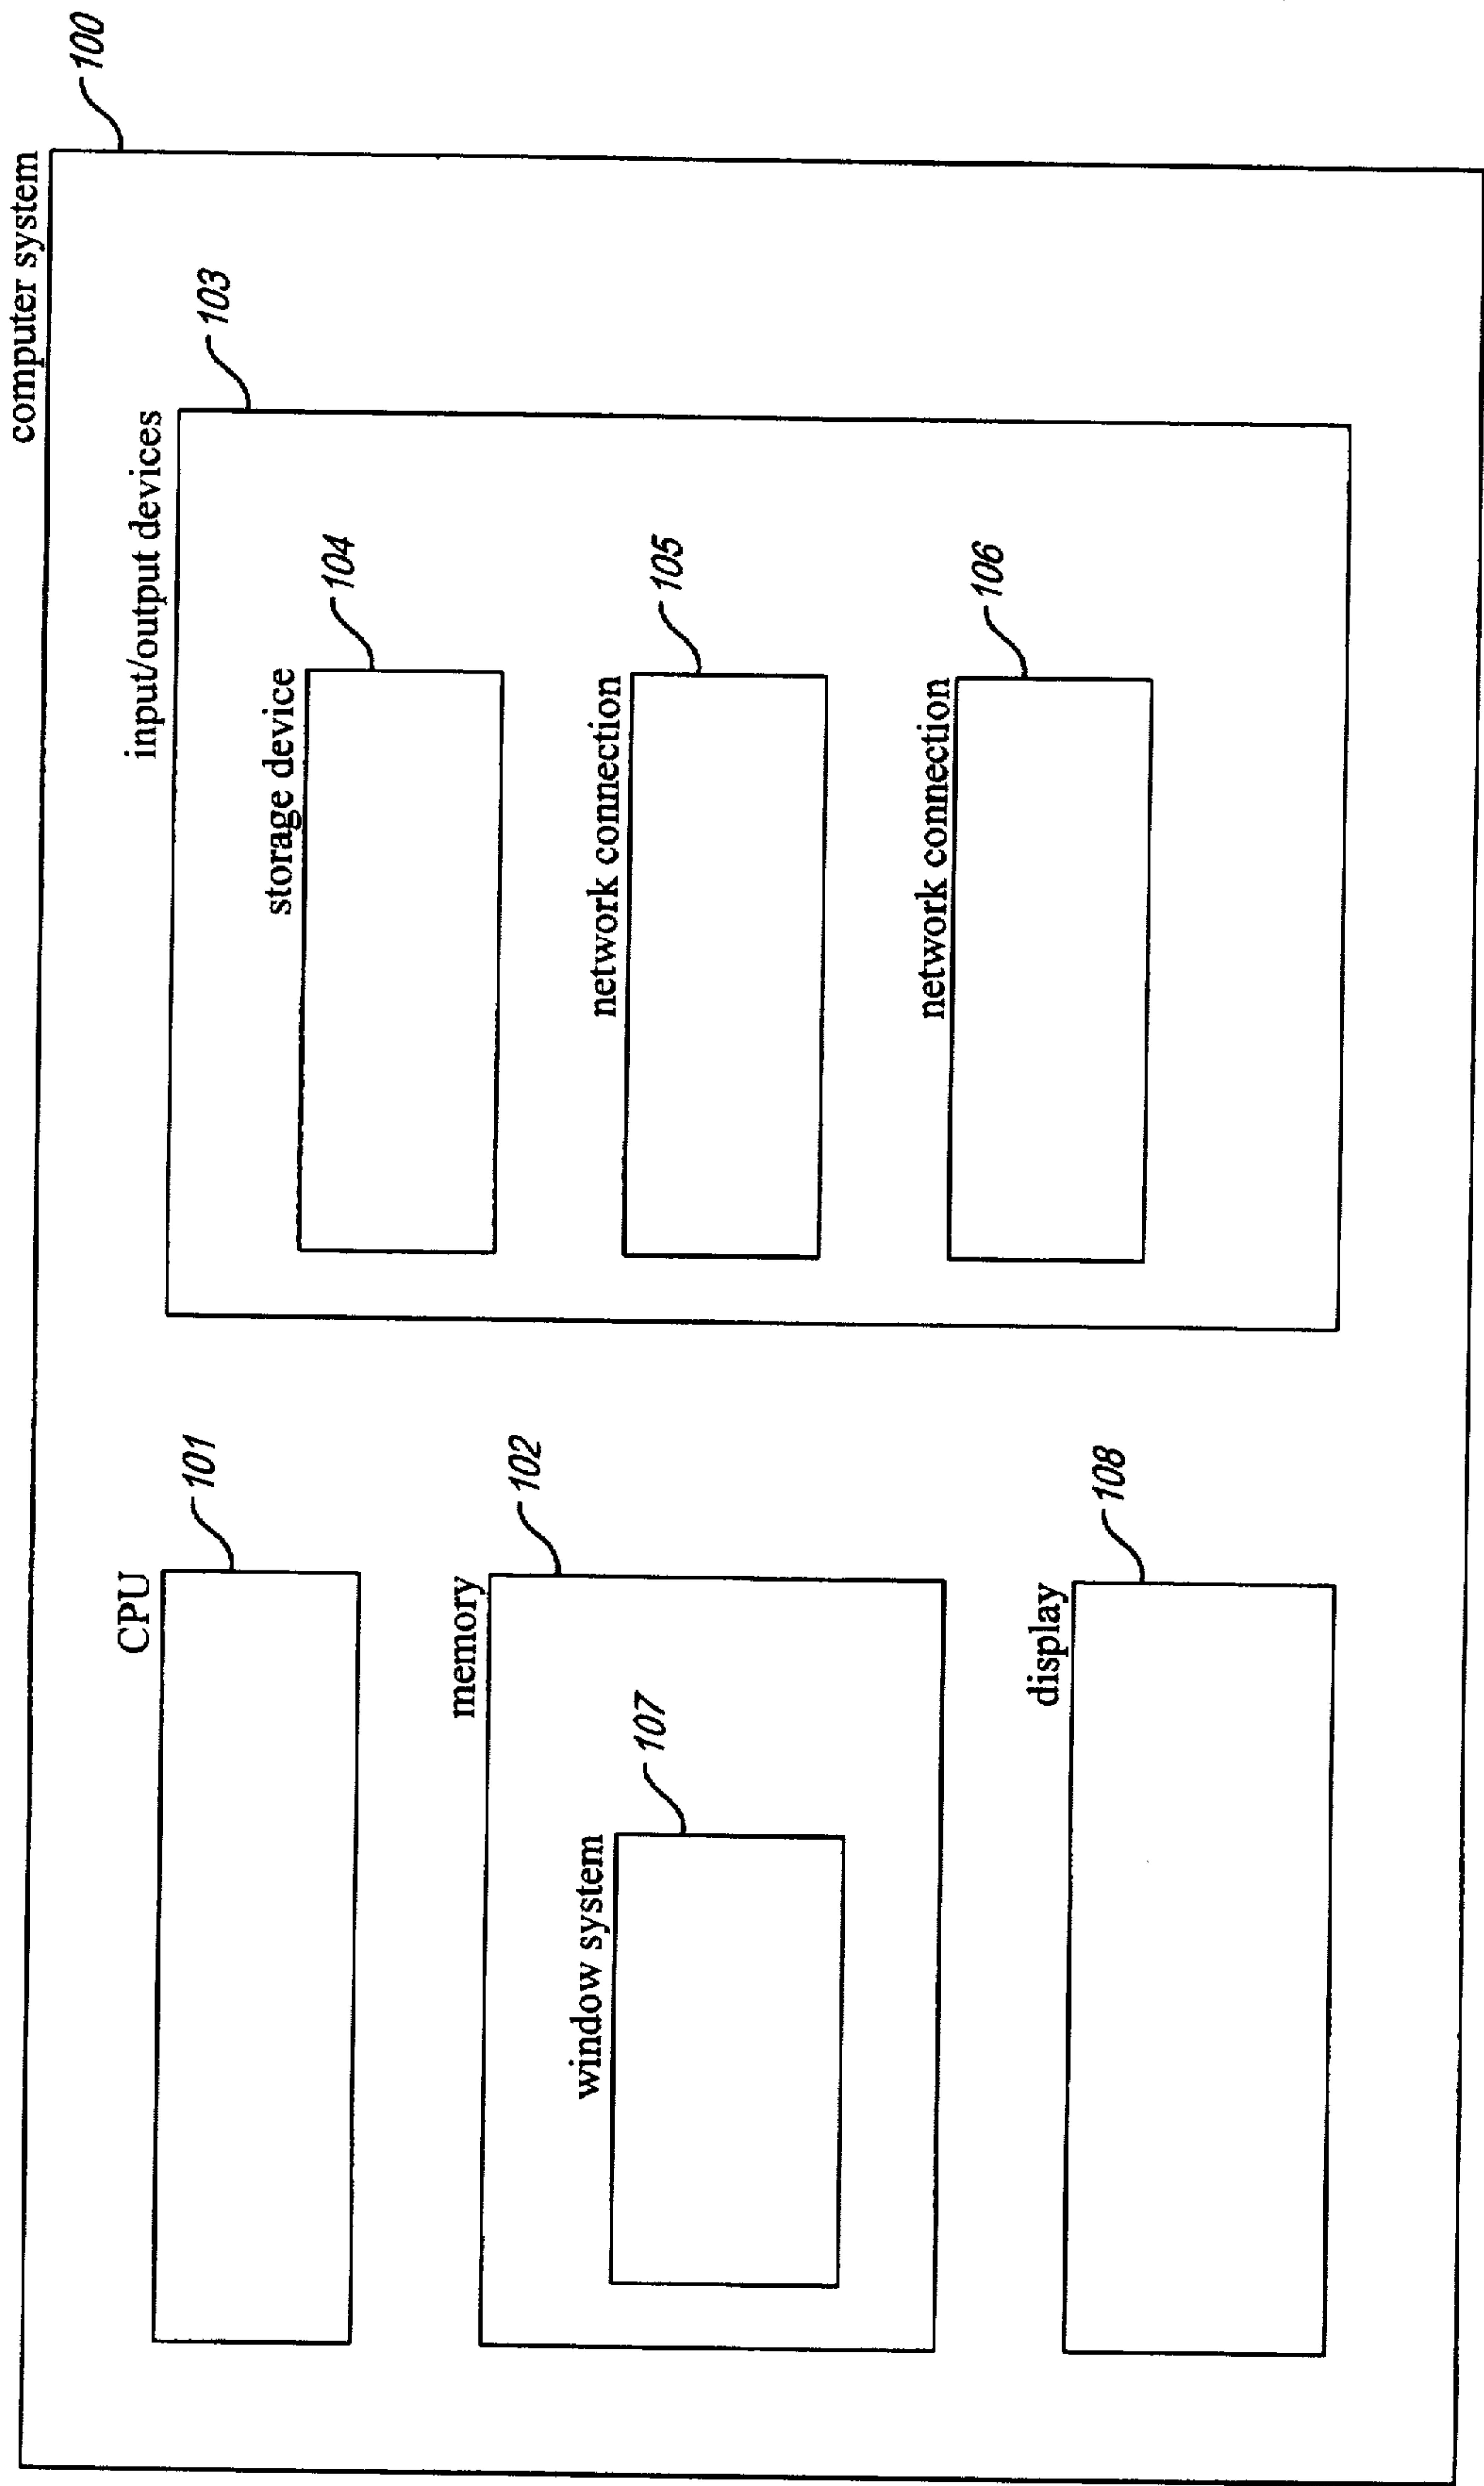 computer system
100
CPU
101
memory
102
window system
107
display
108
input/output devices
103
storage device
104
network connection
105
network connection
106